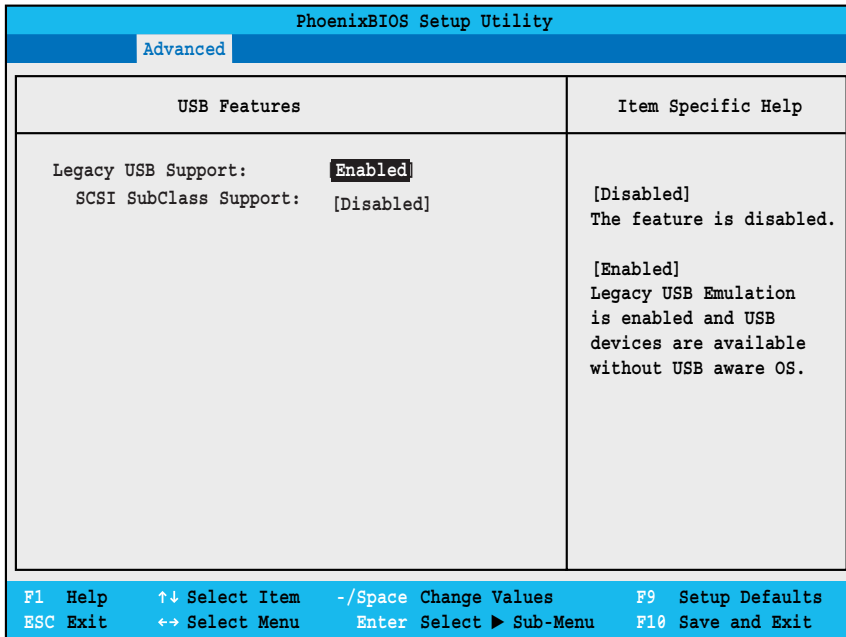 PhoenixBIOS Setup Utility
Advanced
USB Features
Item Specific Help
Legacy USB Support: [Enabled]
SCSI SubClass Support: [Disabled]
[Disabled]
The feature is disabled.
[Enabled]
Legacy USB Emulation
is enabled and USB
devices are available
without USB aware OS.
F1 Help ↑↓ Select Item -/Space Change Values F9 Setup Defaults
ESC Exit ↔ Select Menu Enter Select ▶ Sub-Menu F10 Save and Exit